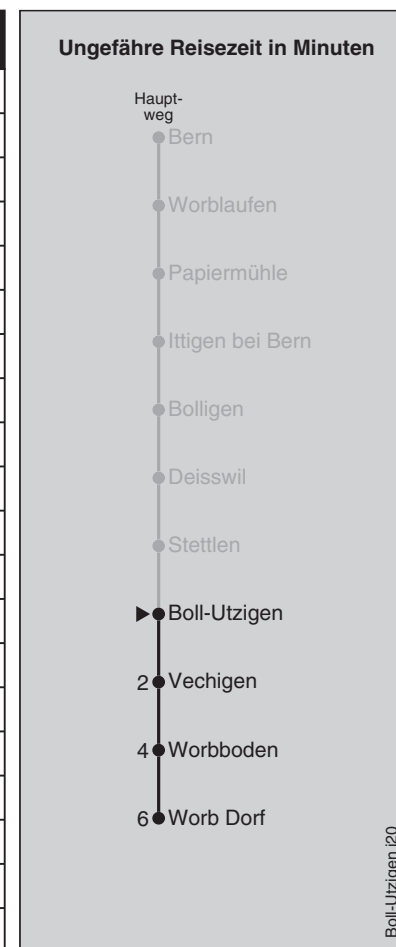 Ungefähre Reisezeit in Minuten
Haupt-
weg
Bern
Worblaufen
Papiermühle
Ittigen bei Bern
Bolligen
Deisswil
Stettlen
Boll-Utzigen
2 Vechigen
4 Worbboden
6 Worb Dorf
Boll-Utzigen j20